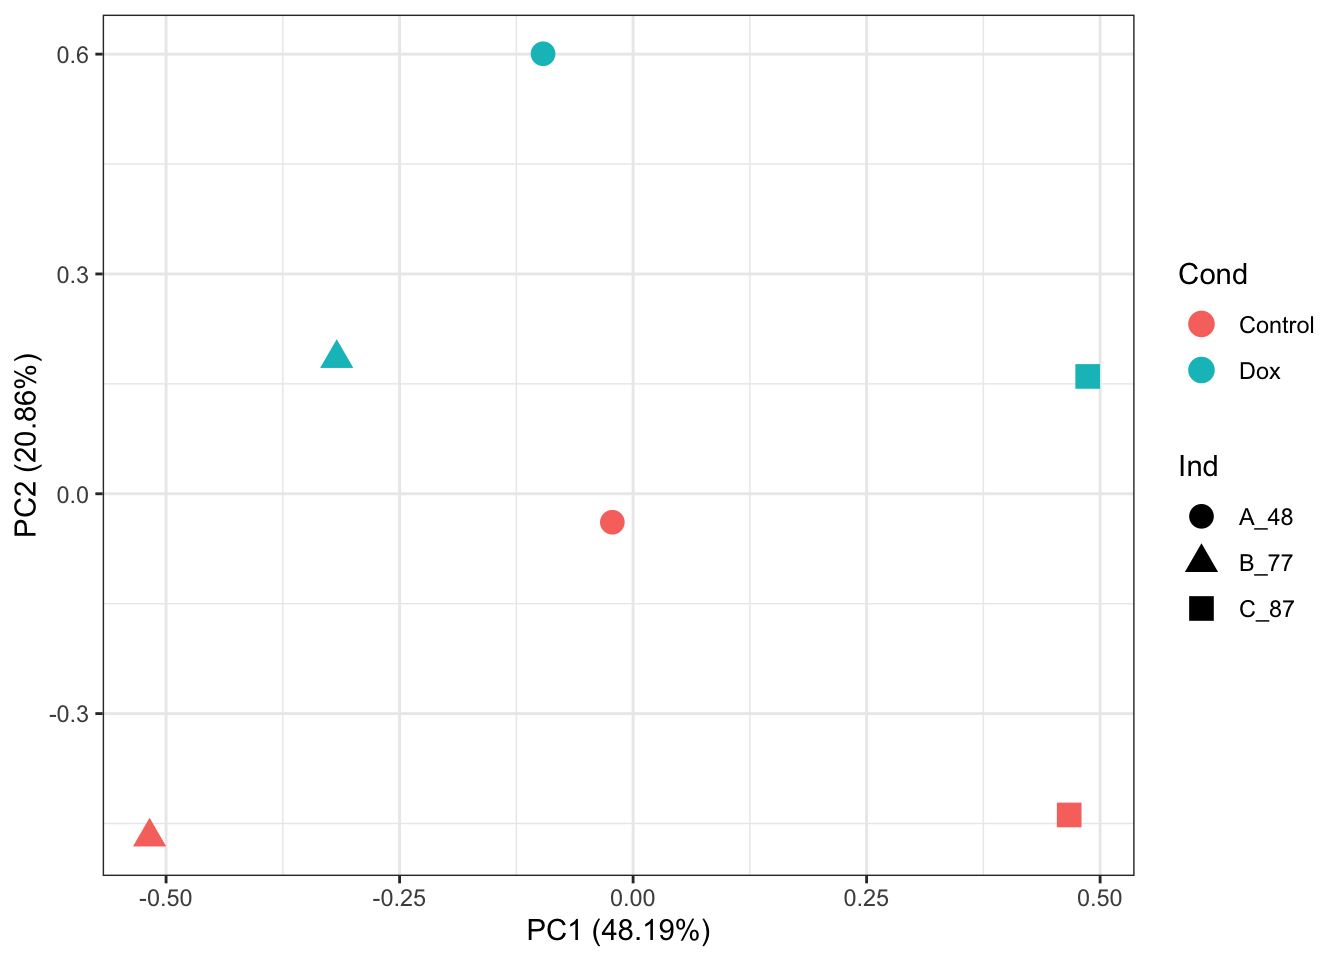 0.6
0.3
0.0
-0.3
PC2 (20.86%)
-0.50
-0.25
0.00
0.25
0.50
PC1 (48.19%)
Cond
Control
Dox
Ind
A_48
B_77
C_87